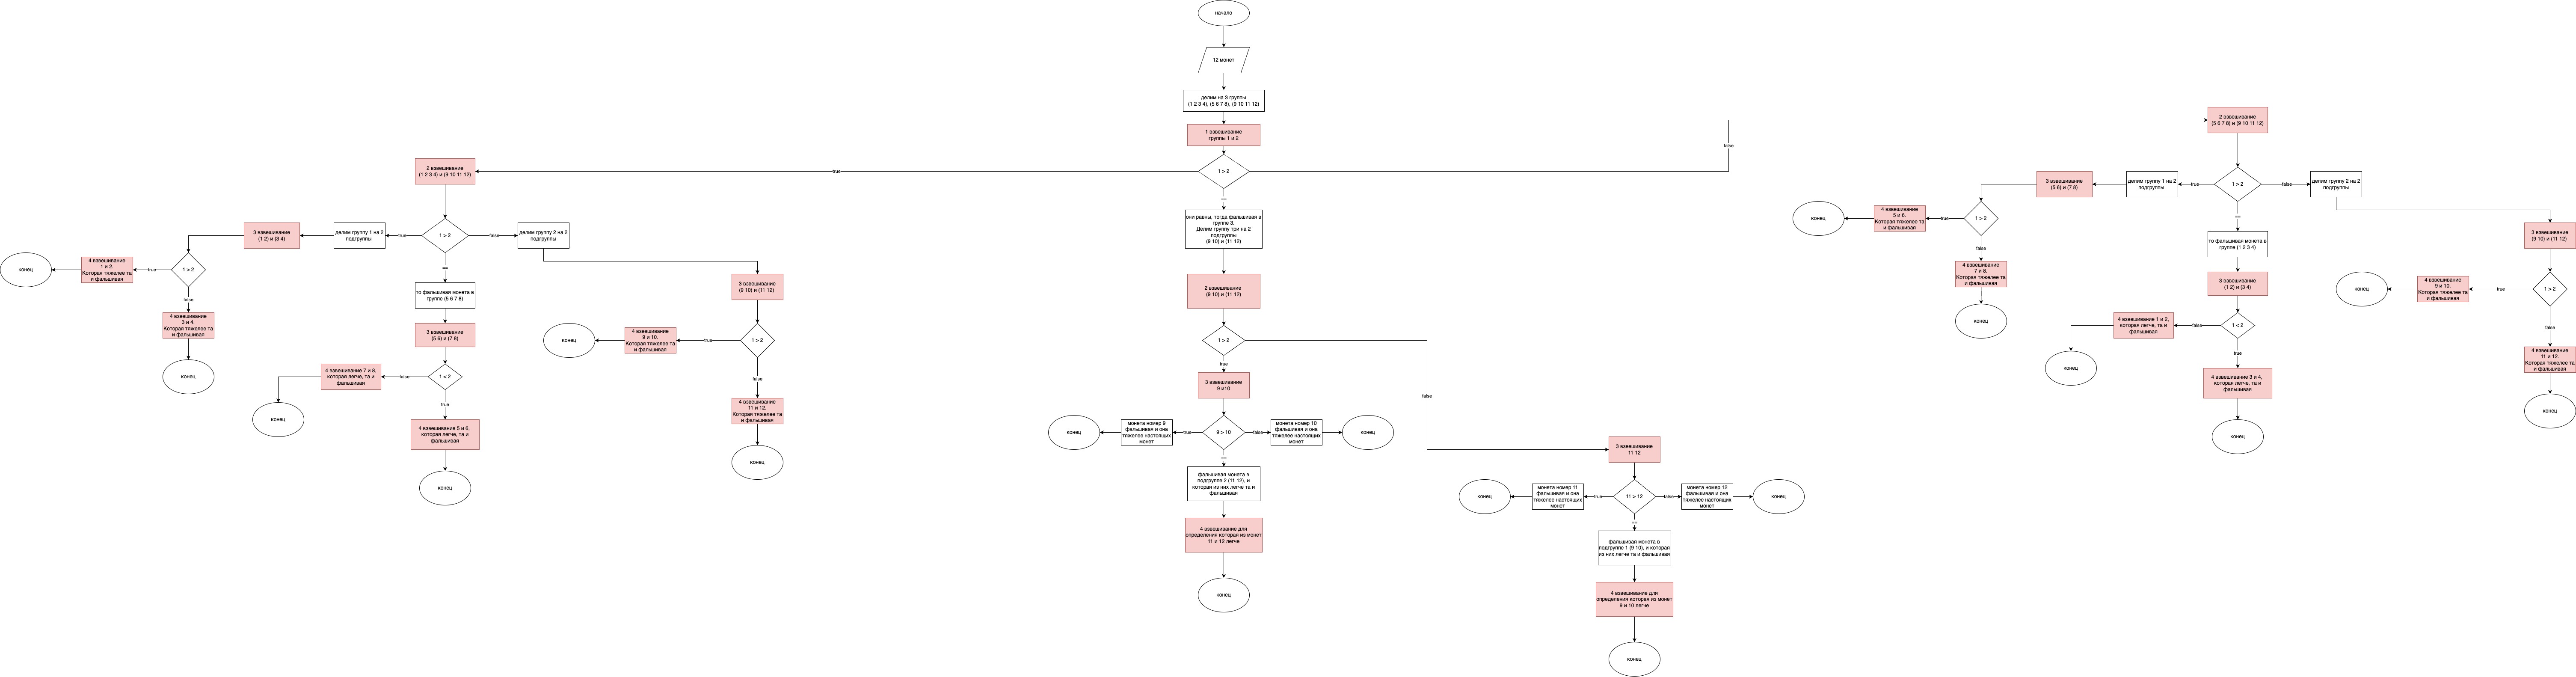 начало
12 монет
делим на 3 группы
(1 2 3 4), (5 6 7 8), (9 10 11 12)
1 взвешивание
группы 1 и 2
1 > 2
true
false
==
2 взвешивание
(1 2 3 4) и (9 10 11 12)
1 > 2
true
false
==
делим группу 1 на 2
подгруппы
3 взвешивание
(1 2) и (3 4)
1 > 2
true
false
4 взвешивание
1 и 2.
Которая тяжелее та
и фальшивая
конец
4 взвешивание
3 и 4.
Которая тяжелее та
и фальшивая
конец
то фальшивая монета в
группе (5 6 7 8)
3 взвешивание
(5 6) и (7 8)
1 < 2
false
true
4 взвешивание 7 и 8,
которая легче, та и
фальшивая
конец
4 взвешивание 5 и 6,
которая легче, та и
фальшивая
конец
делим группу 2 на 2
подгруппы
3 взвешивание
(9 10) и (11 12)
1 > 2
true
false
4 взвешивание
9 и 10.
Которая тяжелее та
и фальшивая
конец
4 взвешивание
11 и 12.
Которая тяжелее та
и фальшивая
конец
они равны, тогда фальшивая в
группе 3.
Делим группу три на 2
подгруппы
(9 10) и (11 12)
2 взвешивание
(9 10) и (11 12)
1 > 2
true
false
3 взвешивание
9 и10
9 > 10
true
false
==
монета номер 9
фальшивая и она
тяжелее настоящих
монет
конец
монета номер 10
фальшивая и она
тяжелее настоящих
монет
конец
фальшивая монета в
подгруппе 2 (11 12), и
которая из них легче та и
фальшивая
4 взвешивание для
определения которая из монет
11 и 12 легче
конец
3 взвешивание
11 12
11 > 12
true
false
==
монета номер 11
фальшивая и она
тяжелее настоящих
монет
конец
монета номер 12
фальшивая и она
тяжелее настоящих
монет
конец
фальшивая монета в
подгруппе 1 (9 10), и которая
из них легче та и фальшивая
4 взвешивание для
определения которая из монет
9 и 10 легче
конец
2 взвешивание
(5 6 7 8) и (9 10 11 12)
1 > 2
true
false
==
делим группу 1 на 2
подгруппы
3 взвешивание
(5 6) и (7 8)
1 > 2
true
false
4 взвешивание
5 и 6.
Которая тяжелее та
и фальшивая
конец
4 взвешивание
7 и 8.
Которая тяжелее та
и фальшивая
конец
то фальшивая монета в
группе (1 2 3 4)
3 взвешивание
(1 2) и (3 4)
1 < 2
false
true
4 взвешивание 1 и 2,
которая легче, та и
фальшивая
конец
4 взвешивание 3 и 4,
которая легче, та и
фальшивая
конец
делим группу 2 на 2
подгруппы
3 взвешивание
(9 10) и (11 12)
1 > 2
true
false
4 взвешивание
9 и 10.
Которая тяжелее та
и фальшивая
конец
4 взвешивание
11 и 12.
Которая тяжелее та
и фальшивая
конец